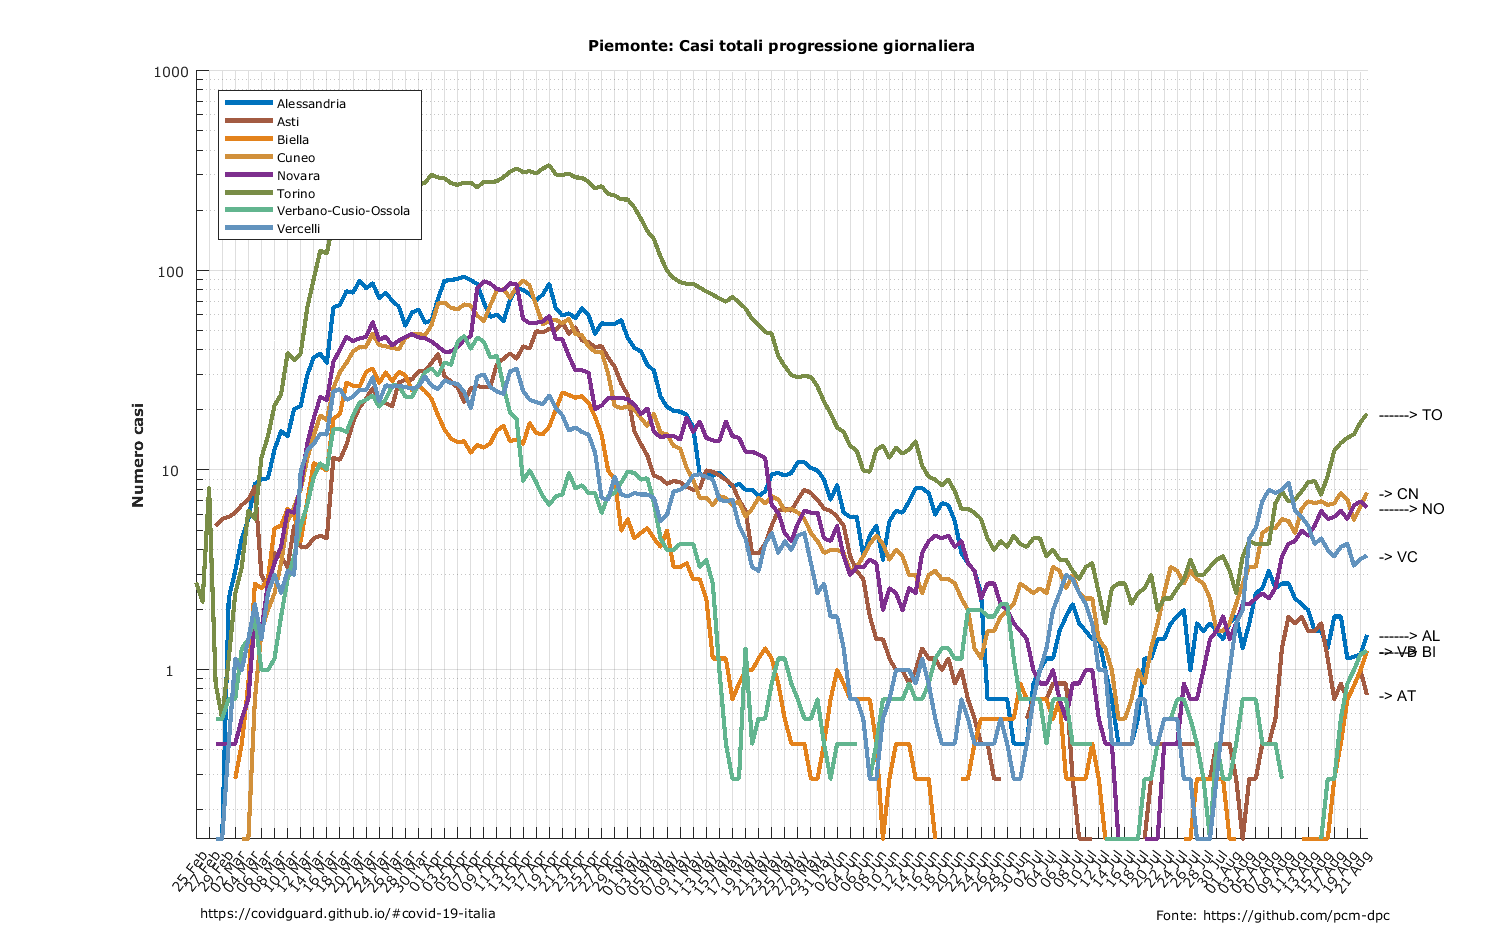 Piemonte: Casi totali progressione giornaliera
Numero casi
1000
100
10
1
Alessandria
Asti
Biella
Cuneo
Novara
Torino
Verbano-Cusio-Ossola
Vercelli
------> TO
-> CN
------> NO
-> VC
------> AL
------> BI
-> VB
-> AT
25 Feb
27 Feb
29 Feb
02 Mar
04 Mar
06 Mar
08 Mar
10 Mar
12 Mar
14 Mar
16 Mar
18 Mar
20 Mar
22 Mar
24 Mar
26 Mar
28 Mar
30 Mar
01 Apr
03 Apr
05 Apr
07 Apr
09 Apr
11 Apr
13 Apr
15 Apr
17 Apr
19 Apr
21 Apr
23 Apr
25 Apr
27 Apr
29 Apr
01 May
03 May
05 May
07 May
09 May
11 May
13 May
15 May
17 May
19 May
21 May
23 May
25 May
27 May
29 May
31 May
02 Jun
04 Jun
06 Jun
08 Jun
10 Jun
12 Jun
14 Jun
16 Jun
18 Jun
20 Jun
22 Jun
24 Jun
26 Jun
28 Jun
30 Jun
02 Jul
04 Jul
06 Jul
08 Jul
10 Jul
12 Jul
14 Jul
16 Jul
18 Jul
20 Jul
22 Jul
24 Jul
26 Jul
28 Jul
30 Jul
01 Aug
03 Aug
05 Aug
07 Aug
09 Aug
11 Aug
13 Aug
15 Aug
17 Aug
19 Aug
21 Aug
https://covidguard.github.io/#covid-19-italia
Fonte: https://github.com/pcm-dpc